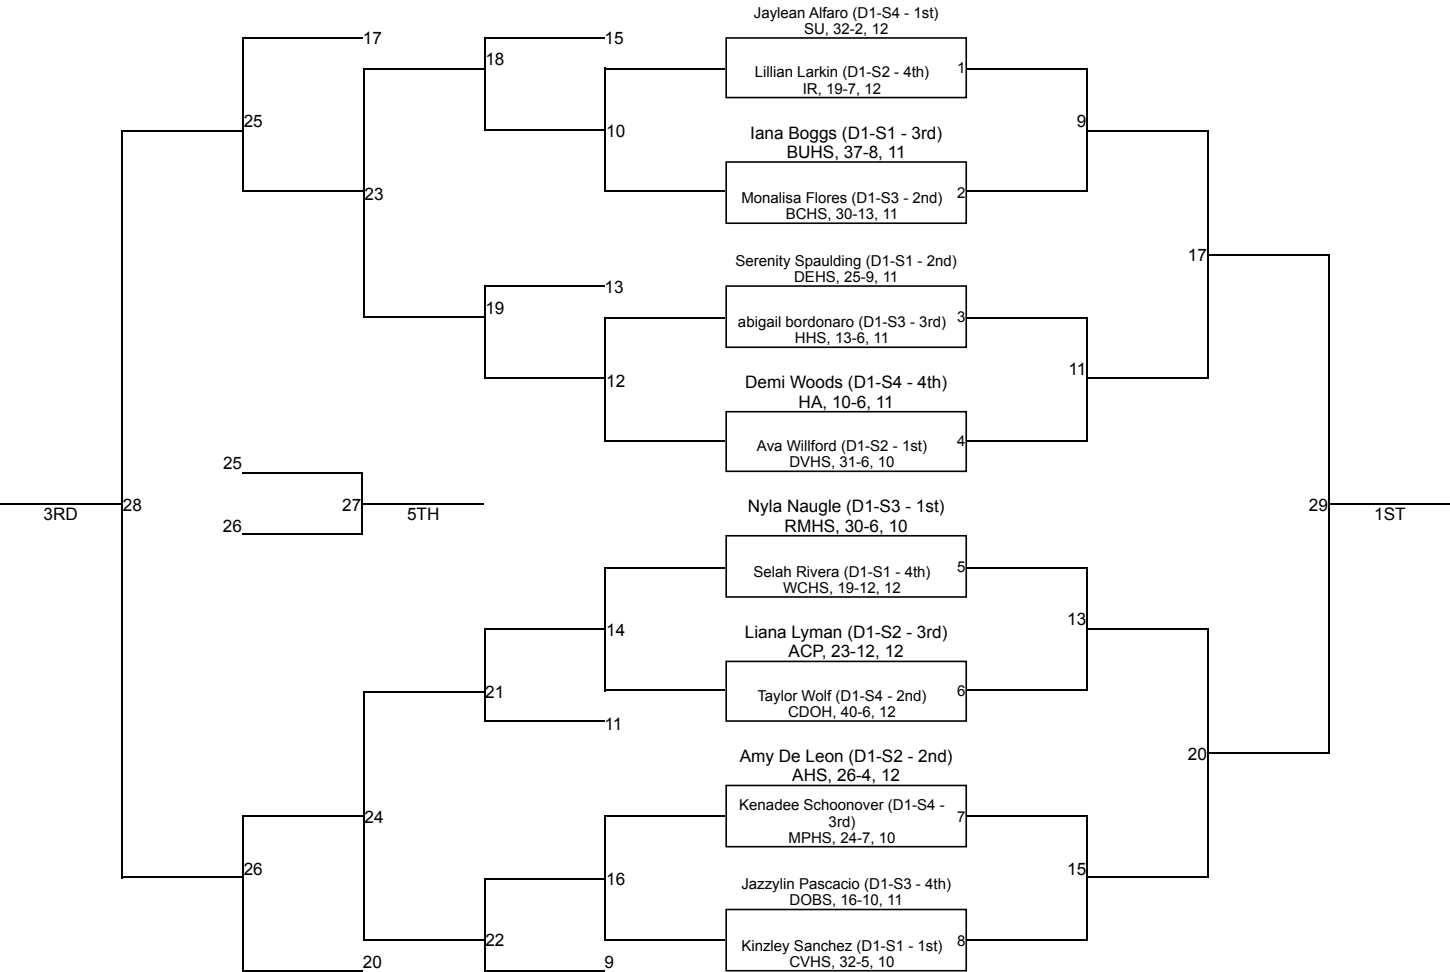 Jaylean Alfaro (D1-S4 - 1st)
SU, 32-2, 12
17
15
18
Lillian Larkin (D1-S2 - 4th)
IR, 19-7, 12
1
25
10
9
Iana Boggs (D1-S1 - 3rd)
BUHS, 37-8, 11
23
Monalisa Flores (D1-S3 - 2nd)
BCHS, 30-13, 11
2
17
Serenity Spaulding (D1-S1 - 2nd)
DEHS, 25-9, 11
13
19
abigail bordonaro (D1-S3 - 3rd)
HHS, 13-6, 11
3
12
11
Demi Woods (D1-S4 - 4th)
HA, 10-6, 11
Ava Willford (D1-S2 - 1st)
DVHS, 31-6, 10
4
25
28
3RD
27
5TH
29
1ST
26
Nyla Naugle (D1-S3 - 1st)
RMHS, 30-6, 10
Selah Rivera (D1-S1 - 4th)
WCHS, 19-12, 12
5
14
13
Liana Lyman (D1-S2 - 3rd)
ACP, 23-12, 12
21
Taylor Wolf (D1-S4 - 2nd)
CDOH, 40-6, 12
6
11
20
Amy De Leon (D1-S2 - 2nd)
AHS, 26-4, 12
24
Kenadee Schoonover (D1-S4 -
3rd)
MPHS, 24-7, 10
7
26
16
15
Jazzylin Pascacio (D1-S3 - 4th)
DOBS, 16-10, 11
22
Kinzley Sanchez (D1-S1 - 1st)
CVHS, 32-5, 10
8
20
9